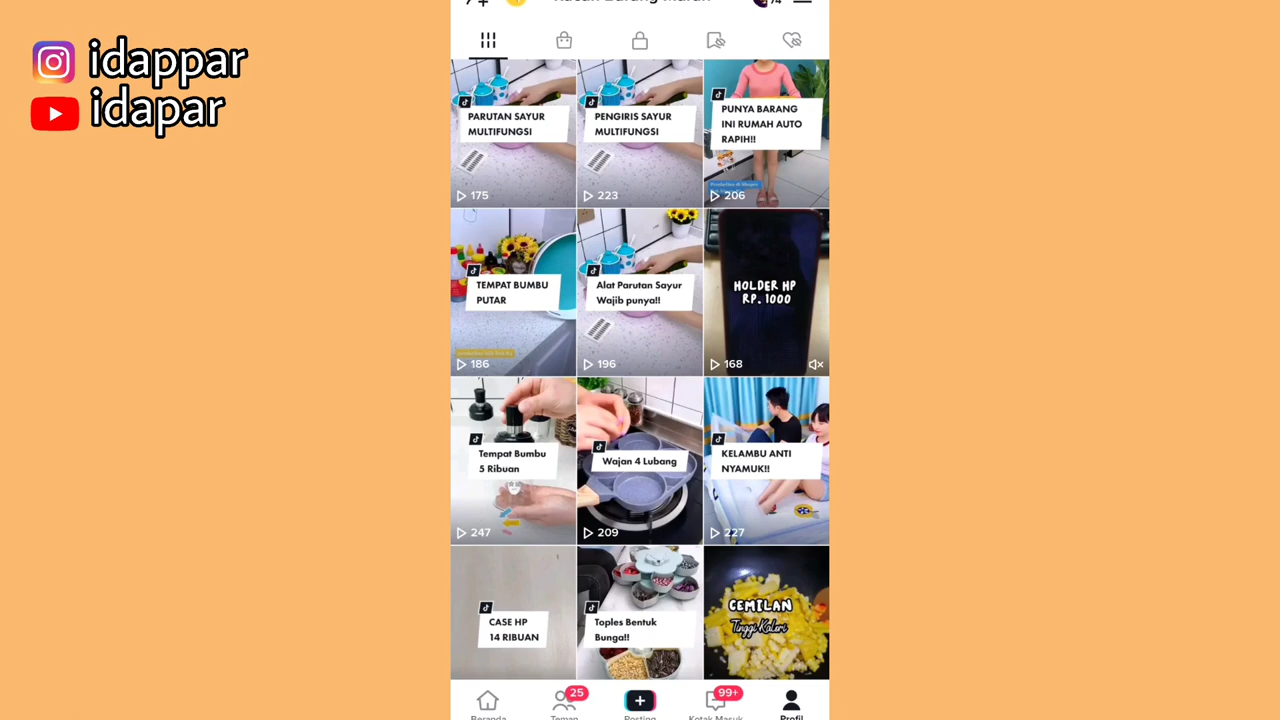 idappar
idapar
74
PARUTAN SAYUR
MULTIFUNGSI
175
PENGIRIS SAYUR
MULTIFUNGSI
223
PUNYA BARANG
INI RUMAH AUTO
RAPIH!!
206
TEMPAT BUMBU
PUTAR
186
Alat Parutan Sayur
Wajib punya!!
196
HOLDER HP
RP. 1000
168
Tempat Bumbu
5 Ribuan
247
Wajan 4 Lubang
209
KELAMBU ANTI
NYAMUK!!
227
CASE HP
14 RIBUAN
Toples Bentuk
Bunga!!
CEMILAN
Tinggi Kalori
25
99+
Beranda
Teman
Posting
Kotak Masuk
Profil